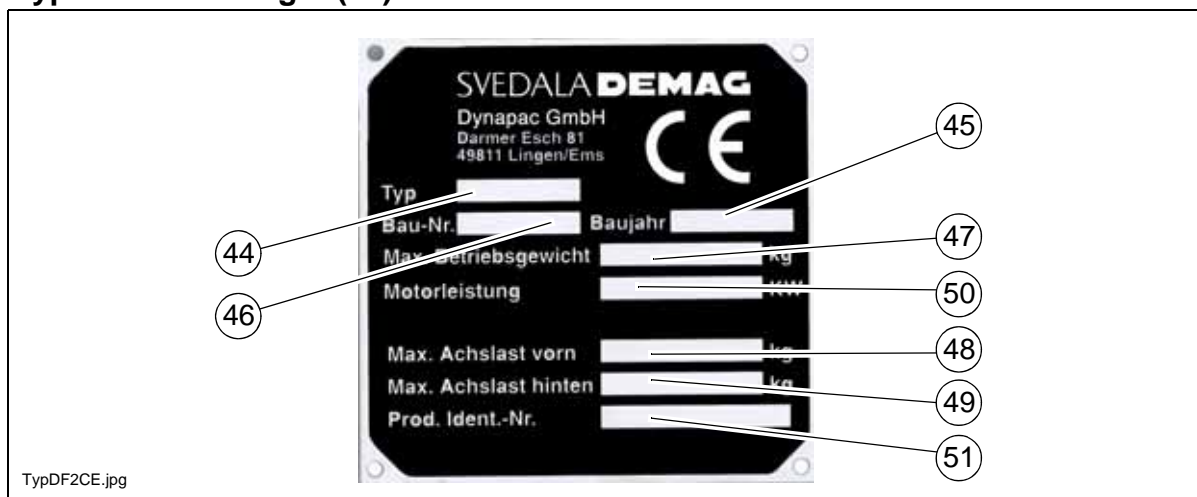 SVEDALA DEMAG
Dynapac GmbH
Darmer Esch 81
49811 Lingen/Ems
CE
45
Typ
Bau-Nr. Baujahr
44
47
Max. Betriebsgewicht kg
Motorleistung KW
50
46
Max. Achslast vorn kg
48
Max. Achslast hinten kg
49
Prod. Ident.-Nr.
51
TypDF2CE.jpg